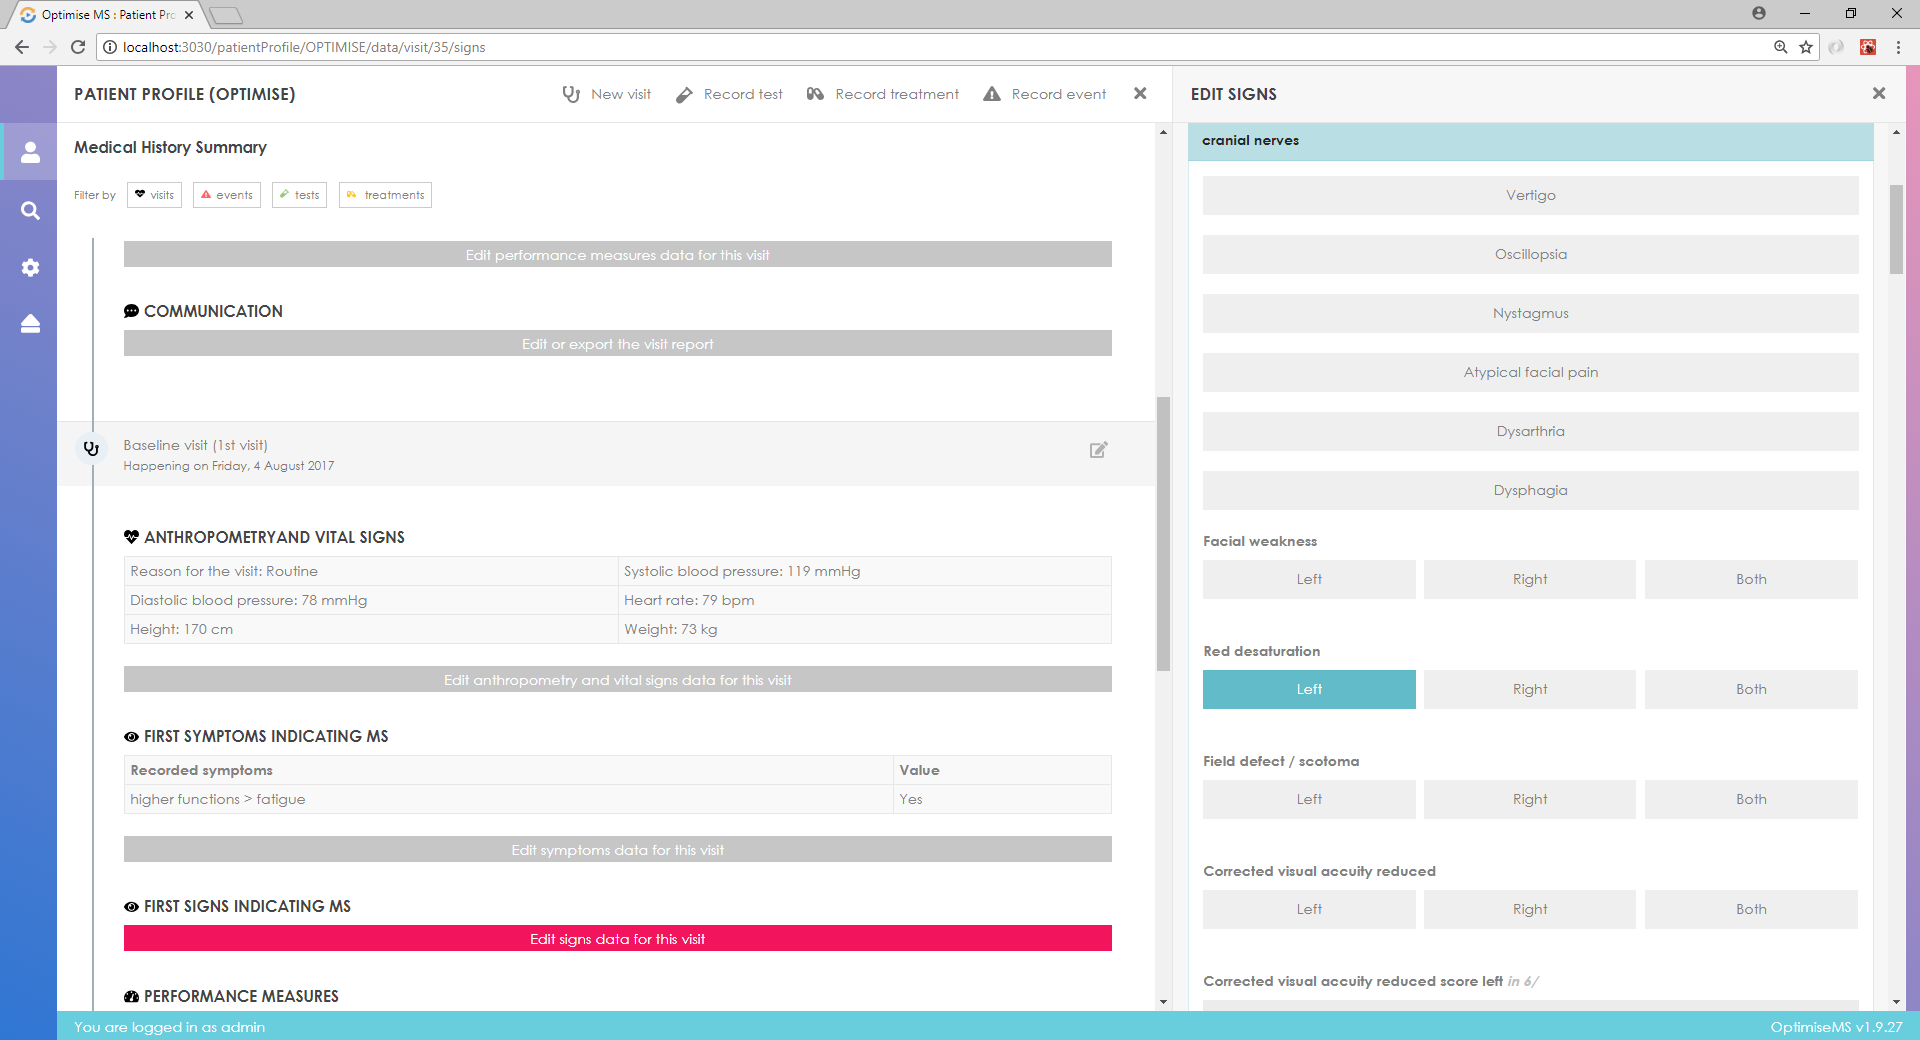 Optimise MS : Patient Pro
localhost:3030/patientProfile/OPTIMISE/data/visit/35/signs
PATIENT PROFILE (OPTIMISE)
New visit
Record test
Record treatment
Record event
Medical History Summary
Filter by
visits
events
tests
treatments
Edit performance measures data for this visit
COMMUNICATION
Edit or export the visit report
Baseline visit (1st visit)
Happening on Friday, 4 August 2017
ANTHROPOMETRYAND VITAL SIGNS
Reason for the visit: Routine
Systolic blood pressure: 119 mmHg
Diastolic blood pressure: 78 mmHg
Heart rate: 79 bpm
Height: 170 cm
Weight: 73 kg
Edit anthropometry and vital signs data for this visit
FIRST SYMPTOMS INDICATING MS
Recorded symptoms
Value
higher functions > fatigue
Yes
Edit symptoms data for this visit
FIRST SIGNS INDICATING MS
Edit signs data for this visit
PERFORMANCE MEASURES
EDIT SIGNS
cranial nerves
Vertigo
Oscillopsia
Nystagmus
Atypical facial pain
Dysarthria
Dysphagia
Facial weakness
Left
Right
Both
Red desaturation
Left
Right
Both
Field defect / scotoma
Left
Right
Both
Corrected visual accuity reduced
Left
Right
Both
Corrected visual accuity reduced score left in 6/
You are logged in as admin
OptimiseMS v1.9.27